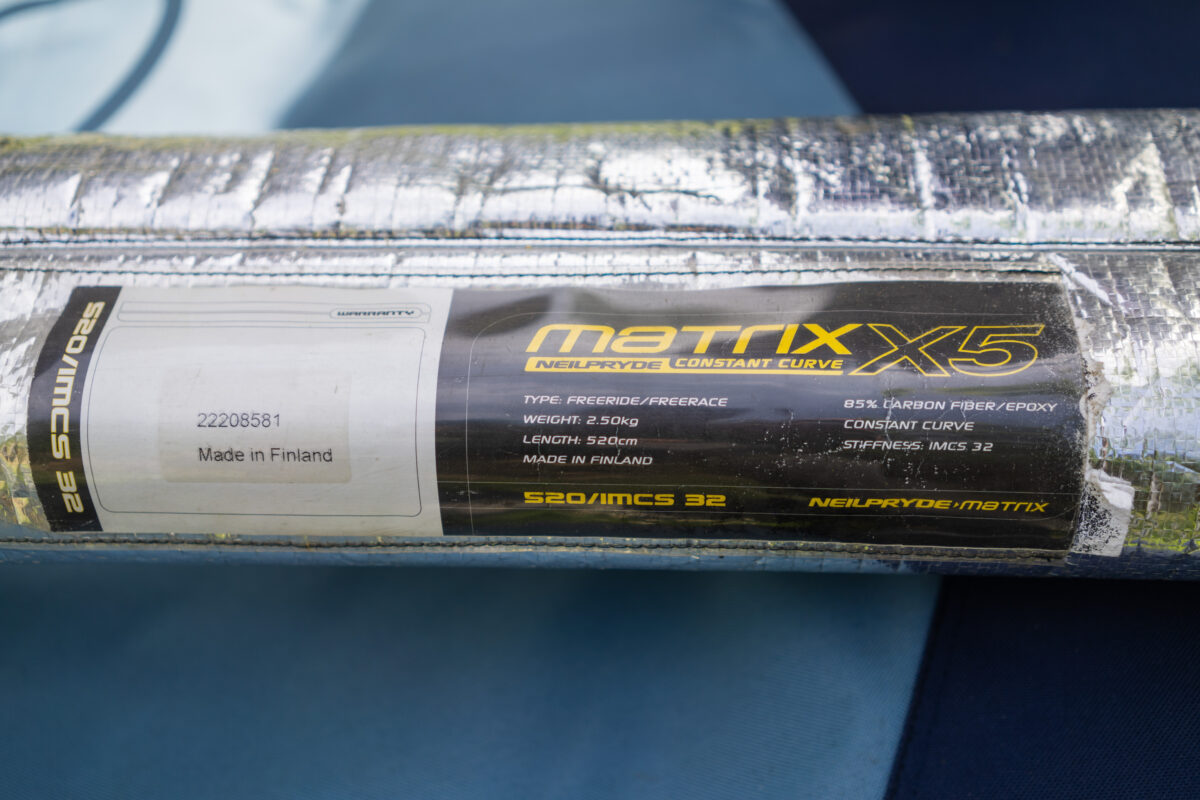 520/IMCS 32
WARRANTY
22208581
Made in Finland
MATRIX X5
NEILPRYDE CONSTANT CURVE
TYPE: FREERIDE/FREERACE
WEIGHT: 2.50kg
LENGTH: 520cm
MADE IN FINLAND
85% CARBON FIBER/EPOXY
CONSTANT CURVE
STIFFNESS: IMCS 32
520/IMCS 32
NEILPRYDE›MATRIX